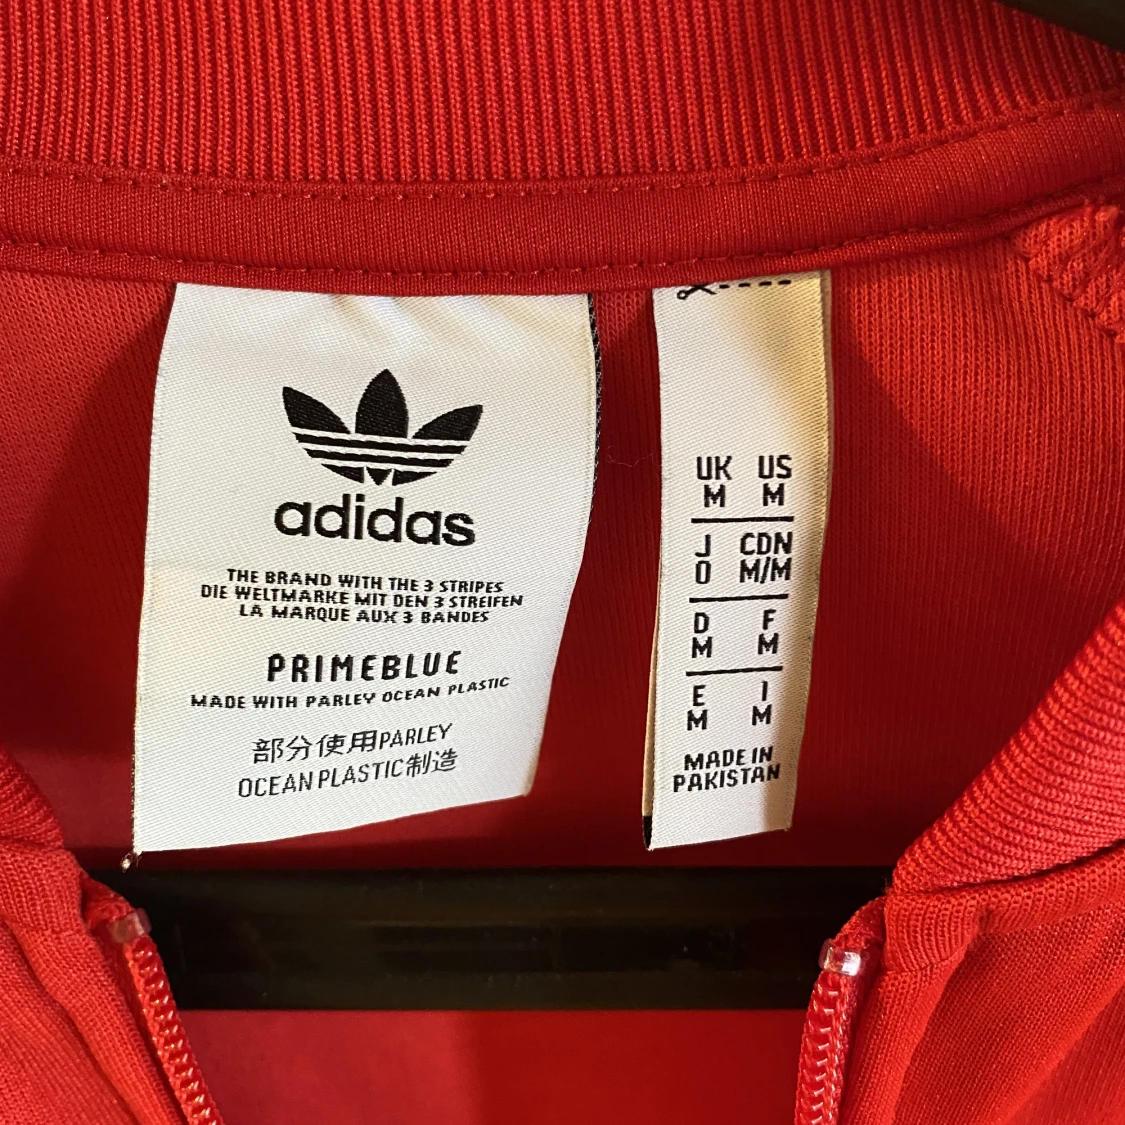 adidas
THE BRAND WITH THE 3 STRIPES
DIE WELTMARKE MIT DEN 3 STREIFEN
LA MARQUE AUX 3 BANDES
PRIMEBLUE
MADE WITH PARLEY OCEAN PLASTIC
部分使用PARLEY
OCEAN PLASTIC制造
UK US
M M
J CDN
O M/M
D F
M M
E I
M M
MADE IN
PAKISTAN